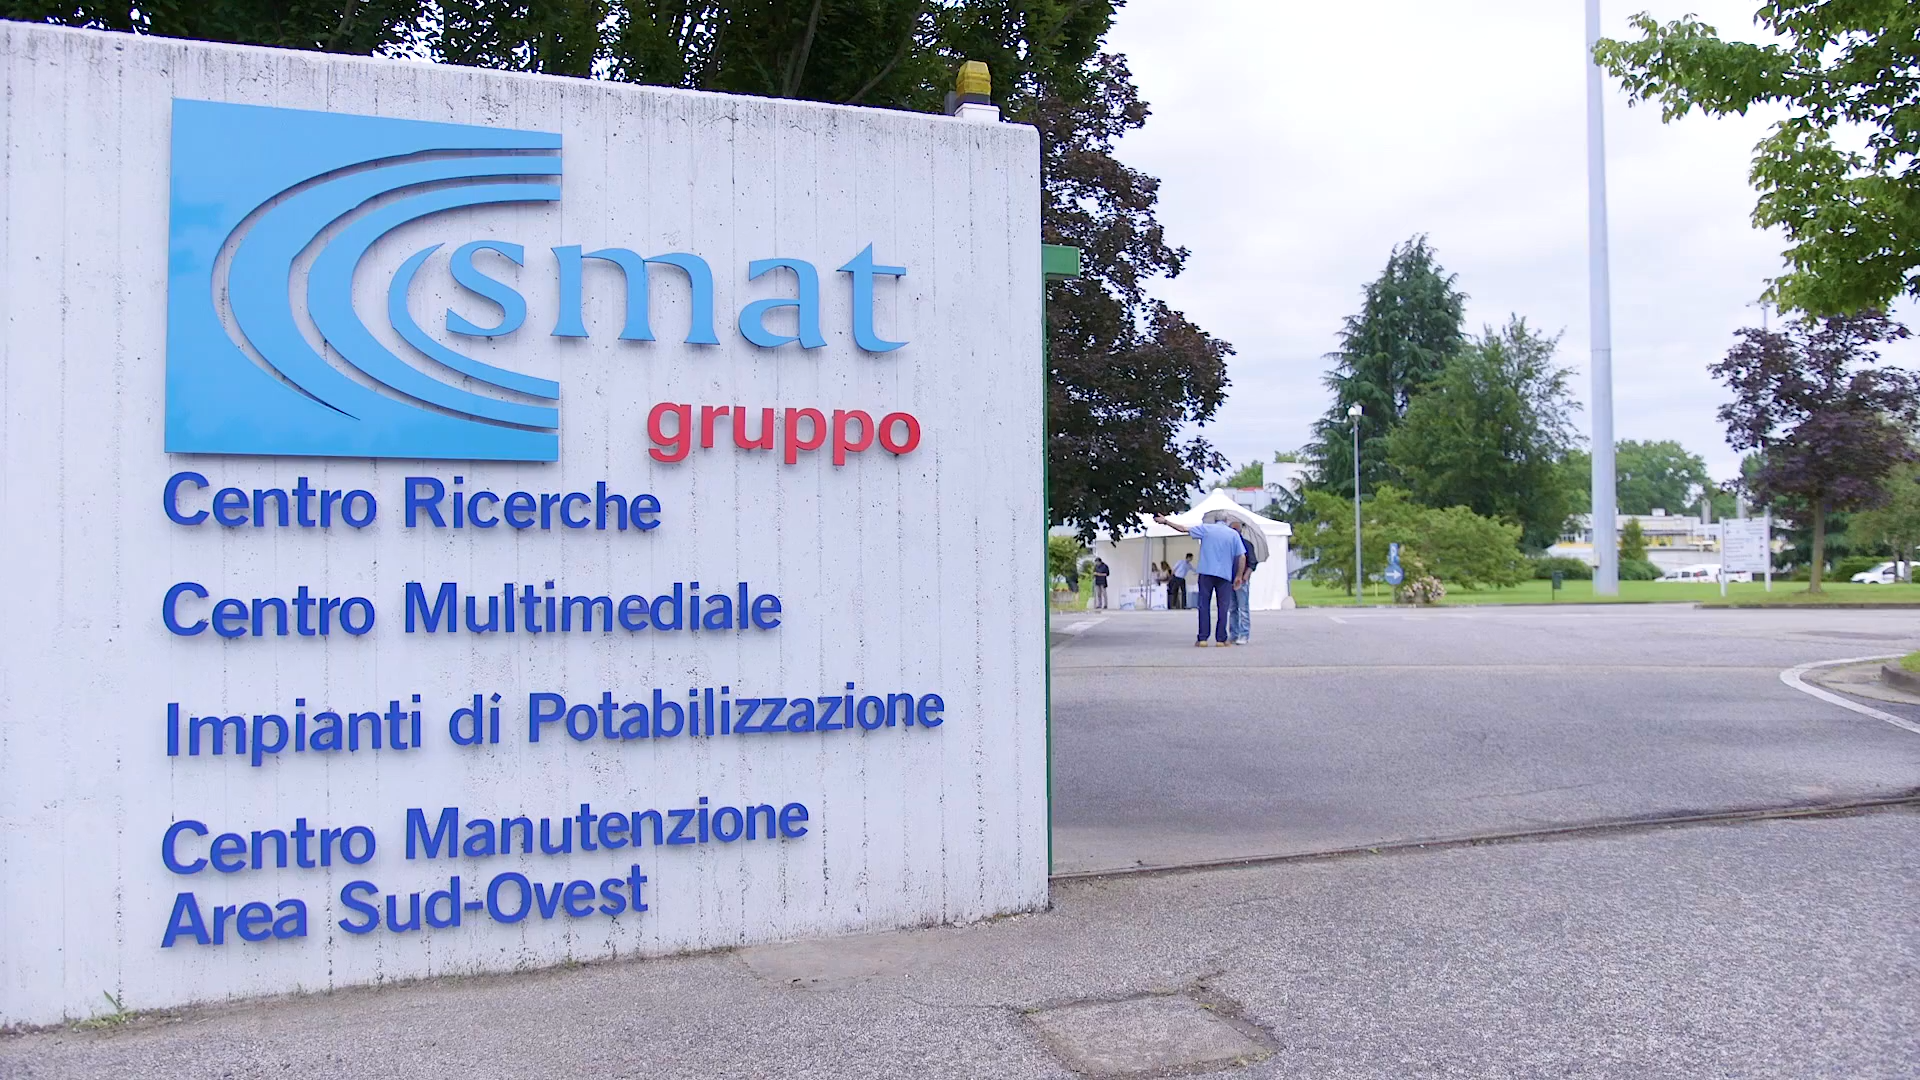 smat
gruppo
Centro Ricerche
Centro Multimediale
Impianti di Potabilizzazione
Centro Manutenzione
Area Sud-Ovest